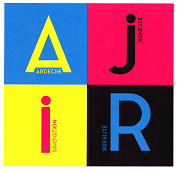 A
ARDECHE
j
JEUNESSE
i
INNOVATION
R
RURALITE